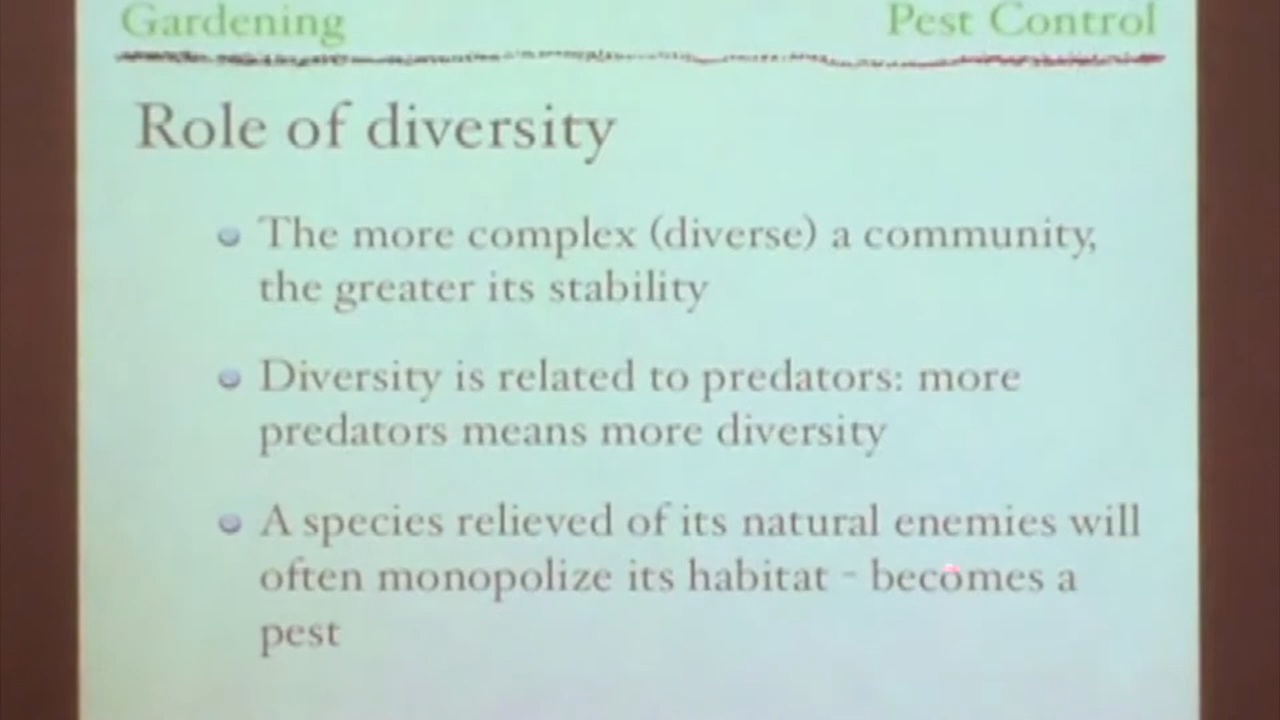 Gardening Pest Control
Role of diversity
The more complex (diverse) a community,
the greater its stability
Diversity is related to predators: more
predators means more diversity
A species relieved of its natural enemies will
often monopolize its habitat - becomes a
pest